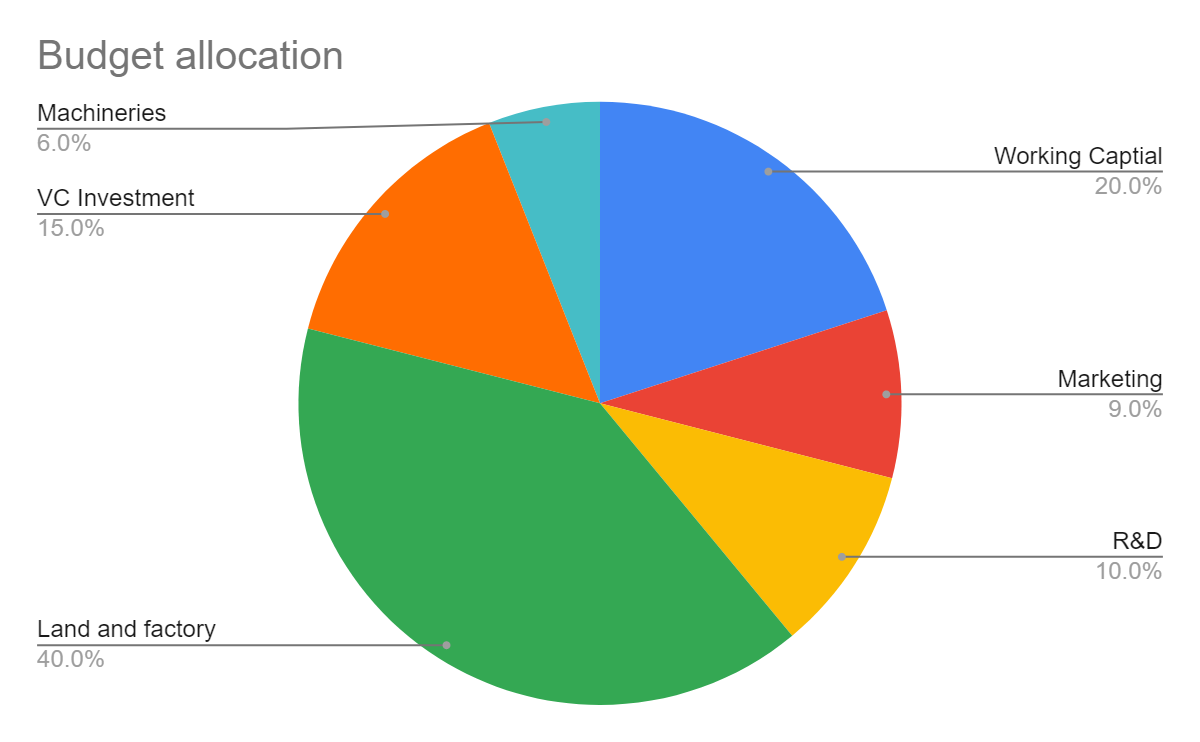 Budget allocation
Machineries
6.0%
VC Investment
15.0%
Land and factory
40.0%
Working Captial
20.0%
Marketing
9.0%
R&D
10.0%